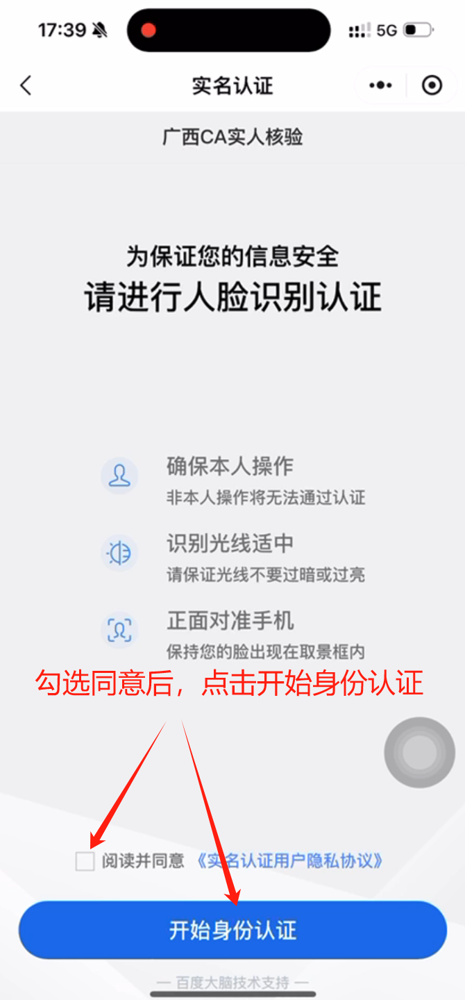 17:39
5G
实名认证
广西CA实人核验
为保证您的信息安全
请进行人脸识别认证
确保本人操作
非本人操作将无法通过认证
识别光线适中
请保证光线不要过暗或过亮
正面对准手机
保持您的脸出现在取景框内
勾选同意后，点击开始身份认证
阅读并同意 《实名认证用户隐私协议》
开始身份认证
— 百度大脑技术支持 —